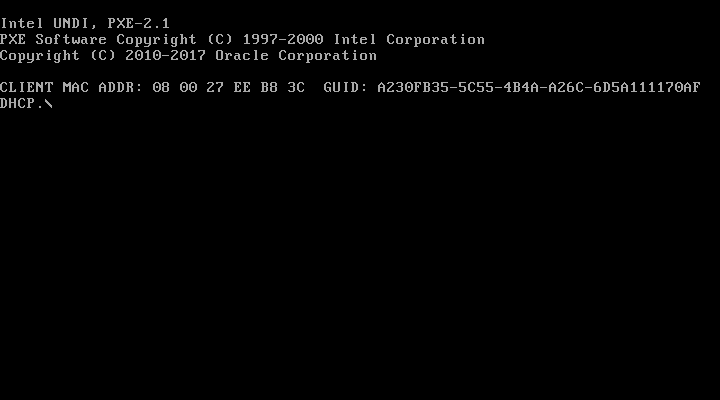 Intel UNDI, PXE-2.1
PXE Software Copyright (C) 1997-2000 Intel Corporation
Copyright (C) 2010-2017 Oracle Corporation
CLIENT MAC ADDR: 08 00 27 EE B8 3C  GUID: A230FB35-5C55-4B4A-A26C-6D5A111170AF
DHCP.\